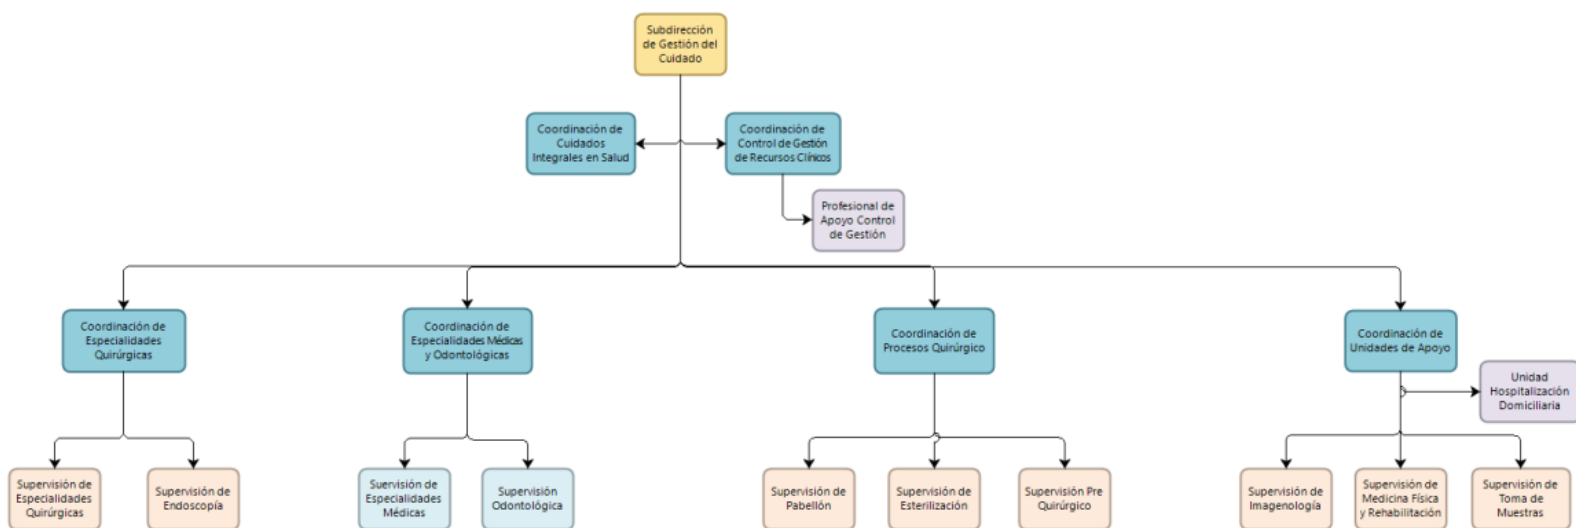 Subdirección
de Gestión del
Cuidado
Coordinación de
Cuidados
Integrales en Salud
Coordinación de
Control de Gestión
de Recursos Clínicos
Profesional de
Apoyo Control
de Gestión
Coordinación de
Especialidades
Quirúrgicas
Coordinación de
Especialidades Médicas
y Odontológicas
Coordinación de
Procesos Quirúrgico
Coordinación de
Unidades de Apoyo
Unidad
Hospitalización
Domiciliaria
Supervisión de
Especialidades
Quirúrgicas
Supervisión de
Endoscopía
Suervisión de
Especialidades
Médicas
Supervisión
Odontológica
Supervisión de
Pabellón
Supervisión de
Esterilización
Supervisión Pre
Quirúrgico
Supervisión de
Imagenología
Supervisión de
Medicina Física
y Rehabilitación
Supervisión de
Toma de
Muestras